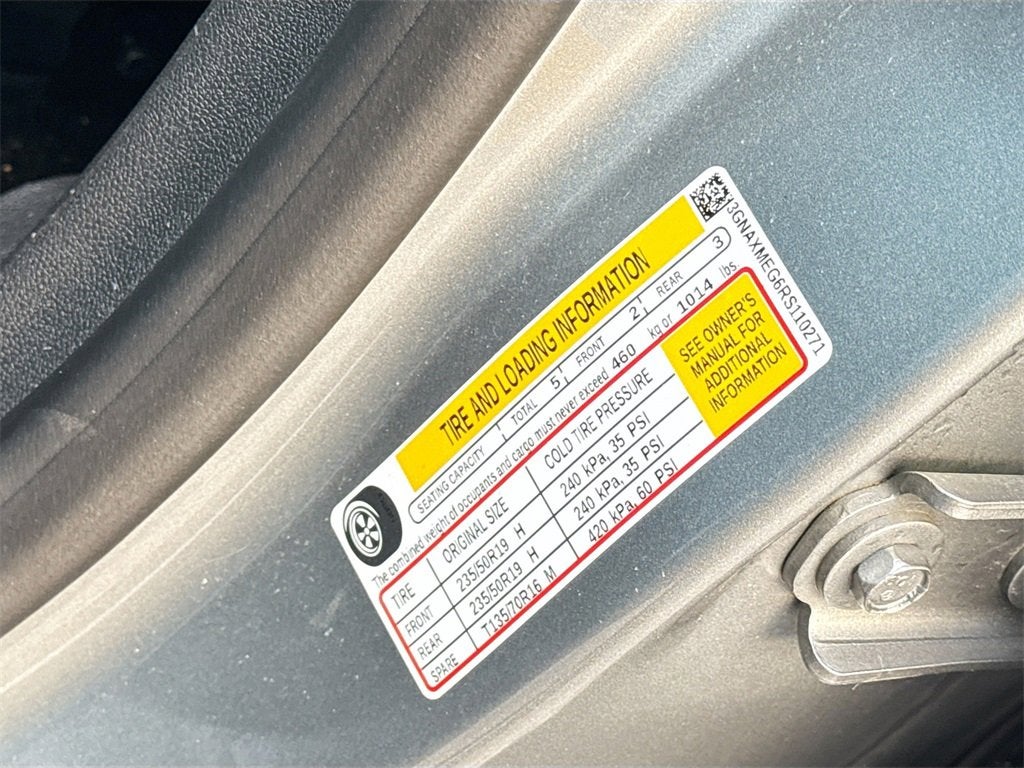 13GNAXMEG6RS110271
TIRE AND LOADING INFORMATION
SEATING CAPACITY TOTAL 5 FRONT 2 REAR 3
The combined weight of occupants and cargo must never exceed 460 kg or 1014 lbs.
TIRE ORIGINAL SIZE COLD TIRE PRESSURE
FRONT 235/50R19 H 240 kPa, 35 PSI
REAR 235/50R19 H 240 kPa, 35 PSI
SPARE T135/70R16 M 420 kPa, 60 PSI
SEE OWNER'S
MANUAL FOR
ADDITIONAL
INFORMATION